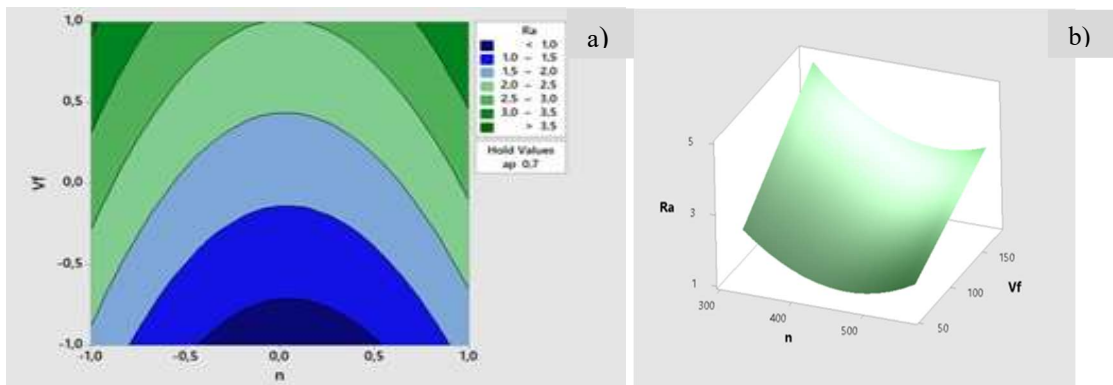 a)
1,0
0,5
0,0
-0,5
-1,0
Vf
-1,0 -0,5 0,0 0,5 1,0
n
Ra
< 1.0
1.0 – 1.5
1.5 – 2.0
2.0 – 2.5
2.5 – 3.0
3.0 – 3.5
> 3.5
Hold Values
ap 0.7
b)
5
3
1
Ra
300 400 500
n
50 100 150
Vf